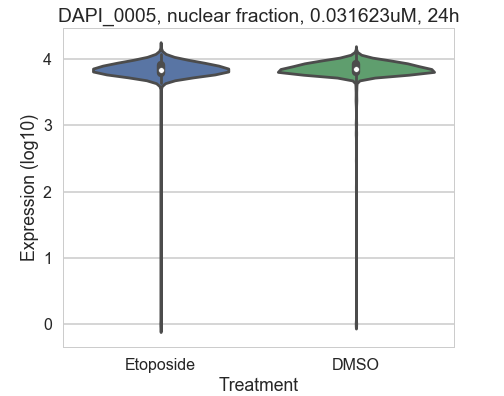 DAPI_0005, nuclear fraction, 0.031623uM, 24h
Expression (log10)
4
3
2
1
0
Etoposide DMSO
Treatment